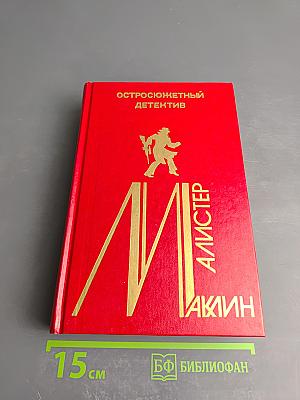 ОСТРОСЮЖЕТНЫЙ
ДЕТЕКТИВ
АЛИСТЕР
МАКЛИН
15 см
БФ БИБЛИОФАН